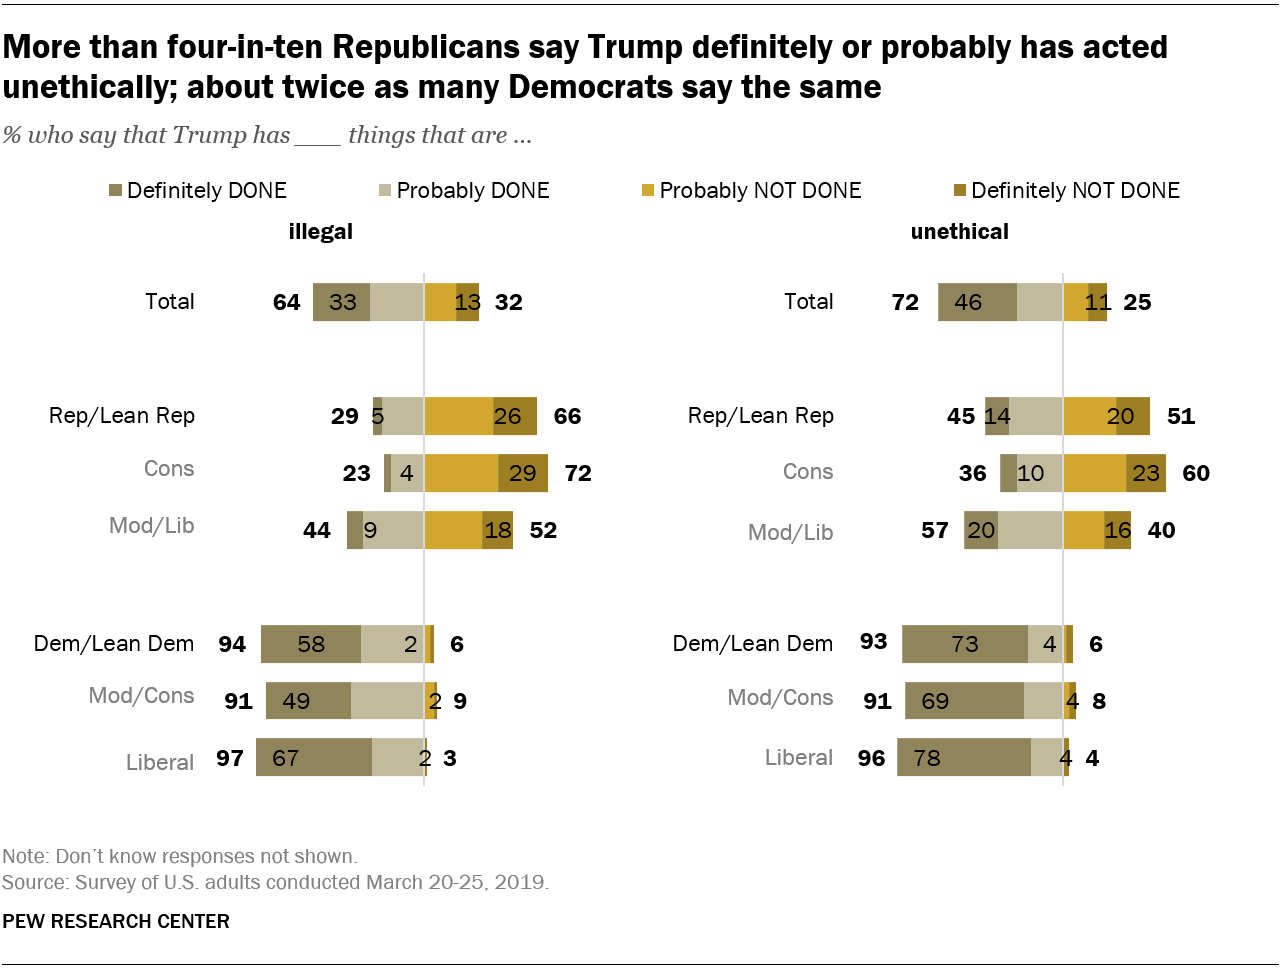 More than four-in-ten Republicans say Trump definitely or probably has acted
unethically; about twice as many Democrats say the same
% who say that Trump has ___ things that are ...
Definitely DONE Probably DONE Probably NOT DONE Definitely NOT DONE
illegal unethical
Total 64 33 13 32 Total 72 46 11 25
Rep/Lean Rep 29 5 26 66 Rep/Lean Rep 45 14 20 51
Cons 23 4 29 72 Cons 36 10 23 60
Mod/Lib 44 9 18 52 Mod/Lib 57 20 16 40
Dem/Lean Dem 94 58 2 6 Dem/Lean Dem 93 73 4 6
Mod/Cons 91 49 2 9 Mod/Cons 91 69 4 8
Liberal 97 67 2 3 Liberal 96 78 4 4
Note: Don't know responses not shown.
Source: Survey of U.S. adults conducted March 20-25, 2019.
PEW RESEARCH CENTER